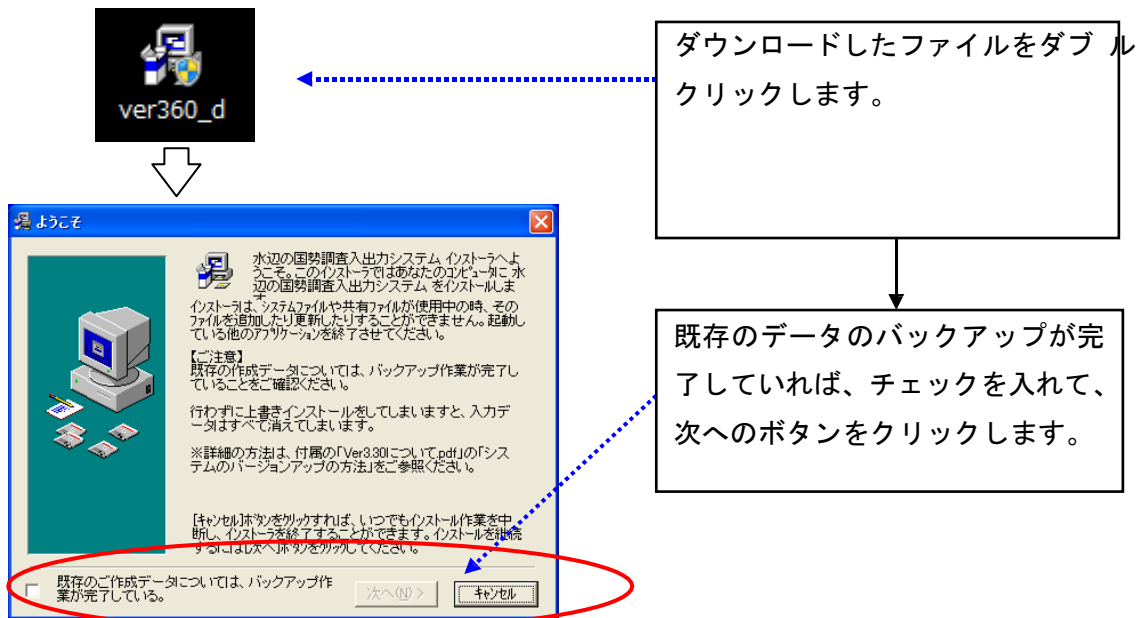 ver360_d
ダウンロードしたファイルをダブ ル
クリックします。
ようこそ
水辺の国勢調査入出力システム インストーラへよ
うこそ。このインストーラではあなたのコンピュータに 水
辺の国勢調査入出力システム をインストールしま
す
インストーラは、システムファイルや共有ファイルが使用中の時、その
ファイルを追加したり更新したりすることができません。起動し
ている他のアプリケーションを終了させてください。
【ご注意】
既存の作成データについては、バックアップ作業が完了し
ていることをご確認ください。
行わずに上書きインストールをしてしまいますと、入力デ
ータはすべて消えてしまいます。
※詳細の方法は、付属の「Ver3.30について.pdf」の「シス
テムのバージョンアップの方法」をご参照ください。
[キャンセル]ボタンをクリックすれば、いつでもインストール作業を中
断し、インストーラを終了することができます。インストールを継続
するには[次へ]ボタンをクリックしてください。
既存のご作成データについては、バックアップ作
業が完了している。
次へ(N) >
キャンセル
既存のデータのバックアップが完
了していれば、チェックを入れて、
次へのボタンをクリックします。